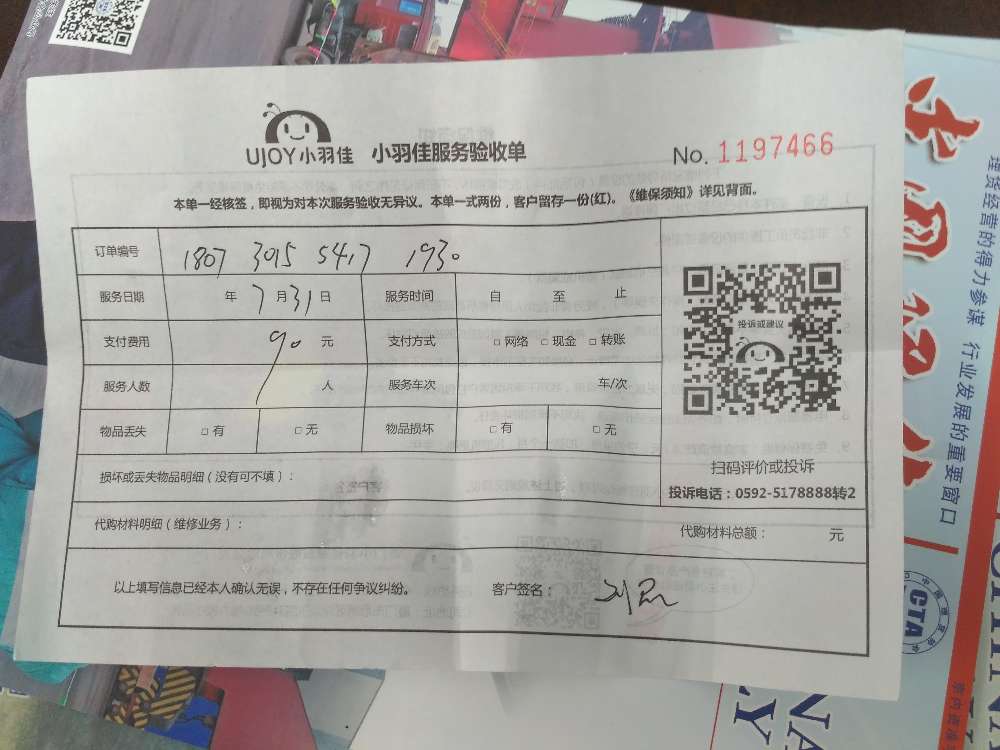 UJOY小羽佳 小羽佳服务验收单
No. 1197466
本单一经核签，即视为对本次服务验收无异议。本单一式两份，客户留存一份(红)。《维保须知》详见背面。
订单编号 1807 3015 5417 1930
服务日期 年 7月31日 服务时间 自 至 止
支付费用 90 元 支付方式 □网络 □现金 □转账
服务人数 人 服务车次 车/次
物品丢失 □有 □无 物品损坏 □有 □无
投诉或建议
扫码评价或投诉
投诉电话：0592-5178888转2
损坏或丢失物品明细（没有可不填）：
代购材料明细（维修业务）： 代购材料总额： 元
以上填写信息已经本人确认无误，不存在任何争议纠纷。 客户签名：
理货经营的得力参谋 行业发展的重要窗口
CTA